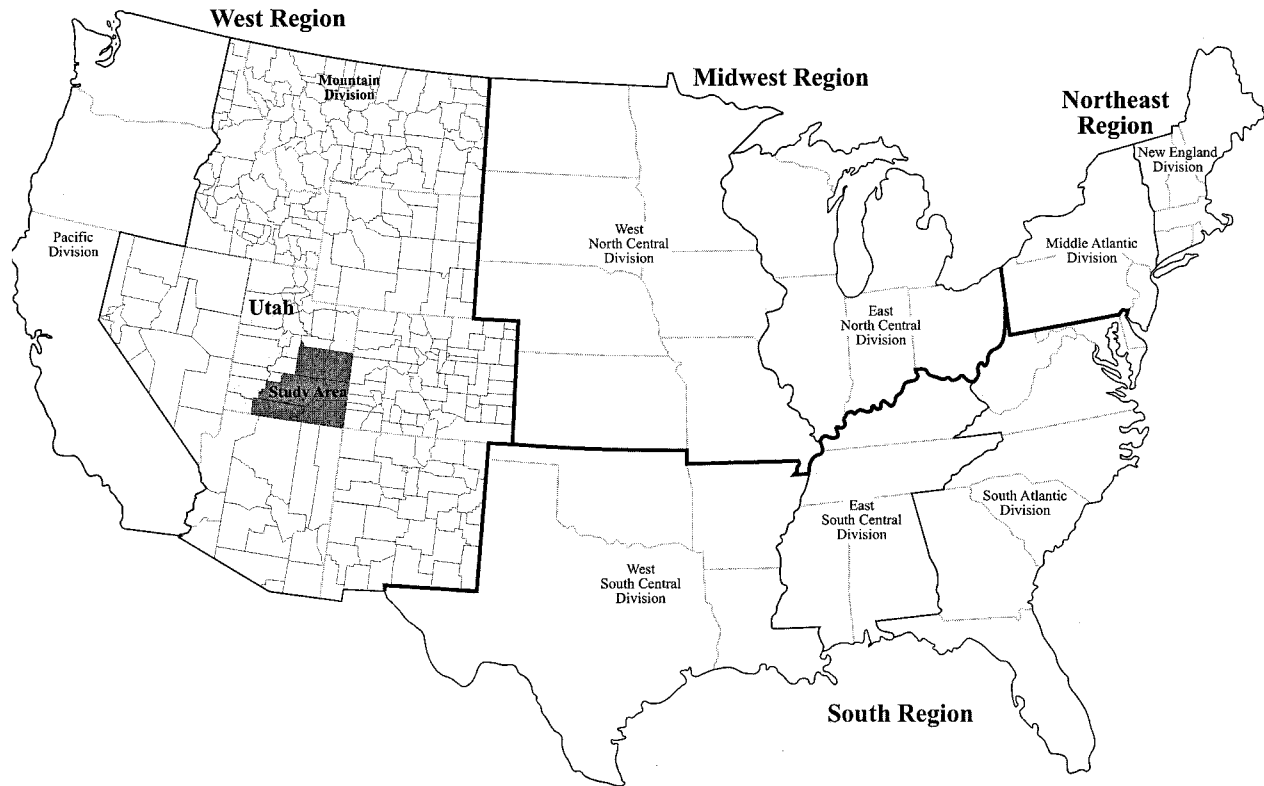 West Region
Mountain
Division
Midwest Region
Northeast
Region
New England
Division
Pacific
Division
West
North Central
Division
Middle Atlantic
Division
Utah
East
North Central
Division
Study Area
East
South Central
Division
South Atlantic
Division
West
South Central
Division
South Region